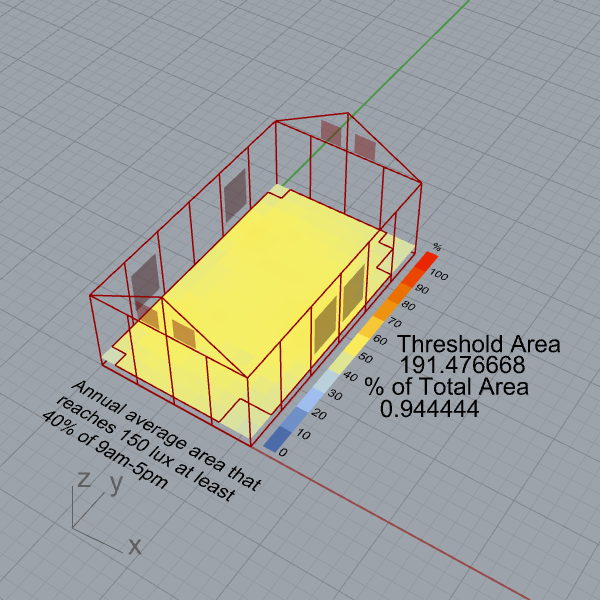 %
100
90
80
70
60
50
40
30
20
10
0
Threshold Area
191.476668
% of Total Area
0.944444
Annual average area that
reaches 150 lux at least
40% of 9am-5pm
z
y
x